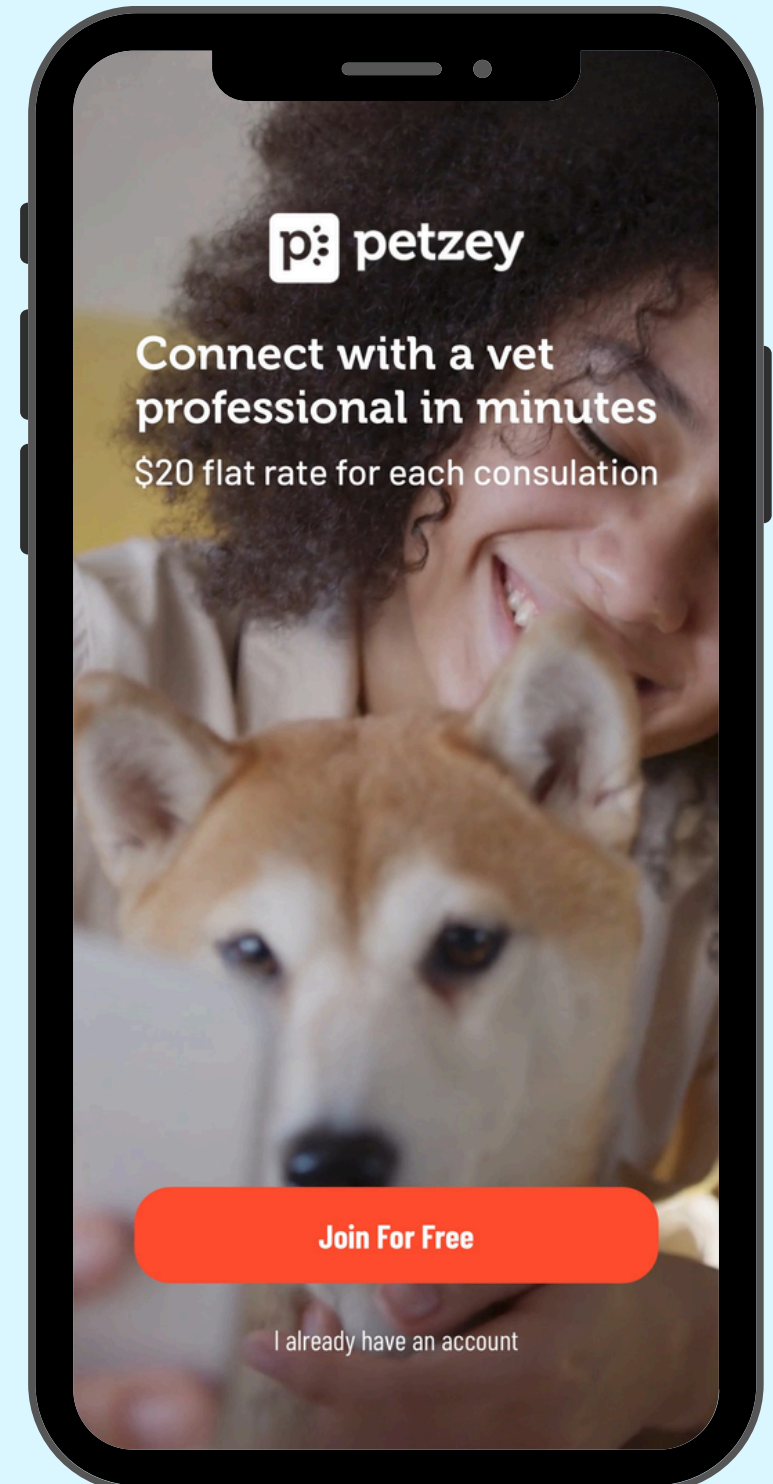 p petzey
Connect with a vet
professional in minutes
$20 flat rate for each consulation
Join For Free
I already have an account